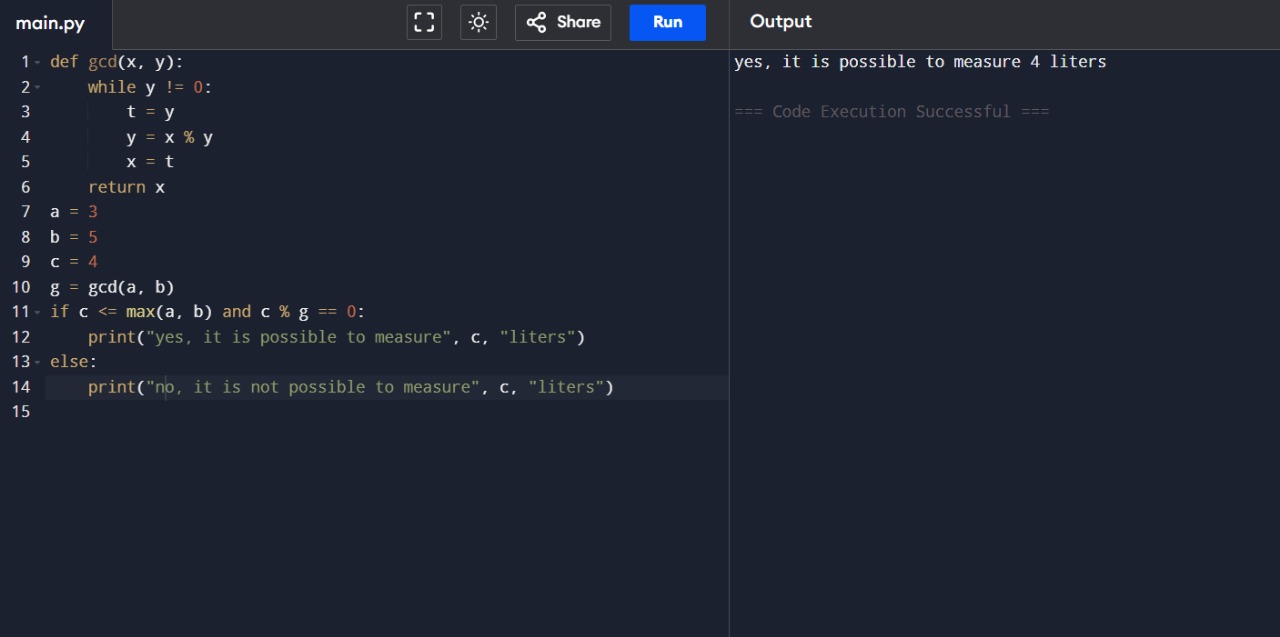 main.py
Share
Run
Output
1 def gcd(x, y):
2     while y != 0:
3         t = y
4         y = x % y
5         x = t
6     return x
7 a = 3
8 b = 5
9 c = 4
10 g = gcd(a, b)
11 if c <= max(a, b) and c % g == 0:
12     print("yes, it is possible to measure", c, "liters")
13 else:
14     print("no, it is not possible to measure", c, "liters")
15
yes, it is possible to measure 4 liters
=== Code Execution Successful ===